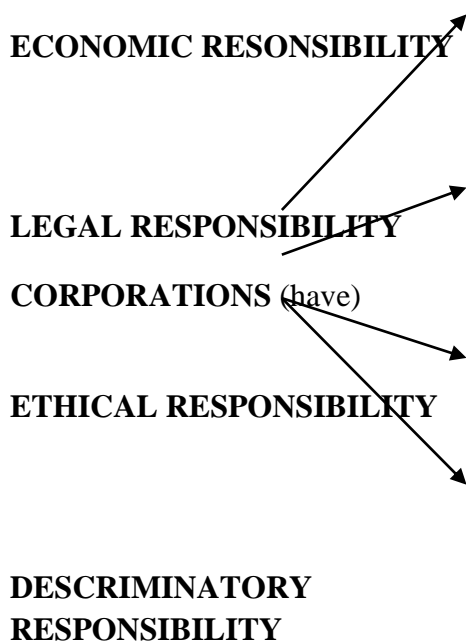 ECONOMIC RESONSIBILITY
LEGAL RESPONSIBILITY
CORPORATIONS (have)
ETHICAL RESPONSIBILITY
DESCRIMINATORY
RESPONSIBILITY